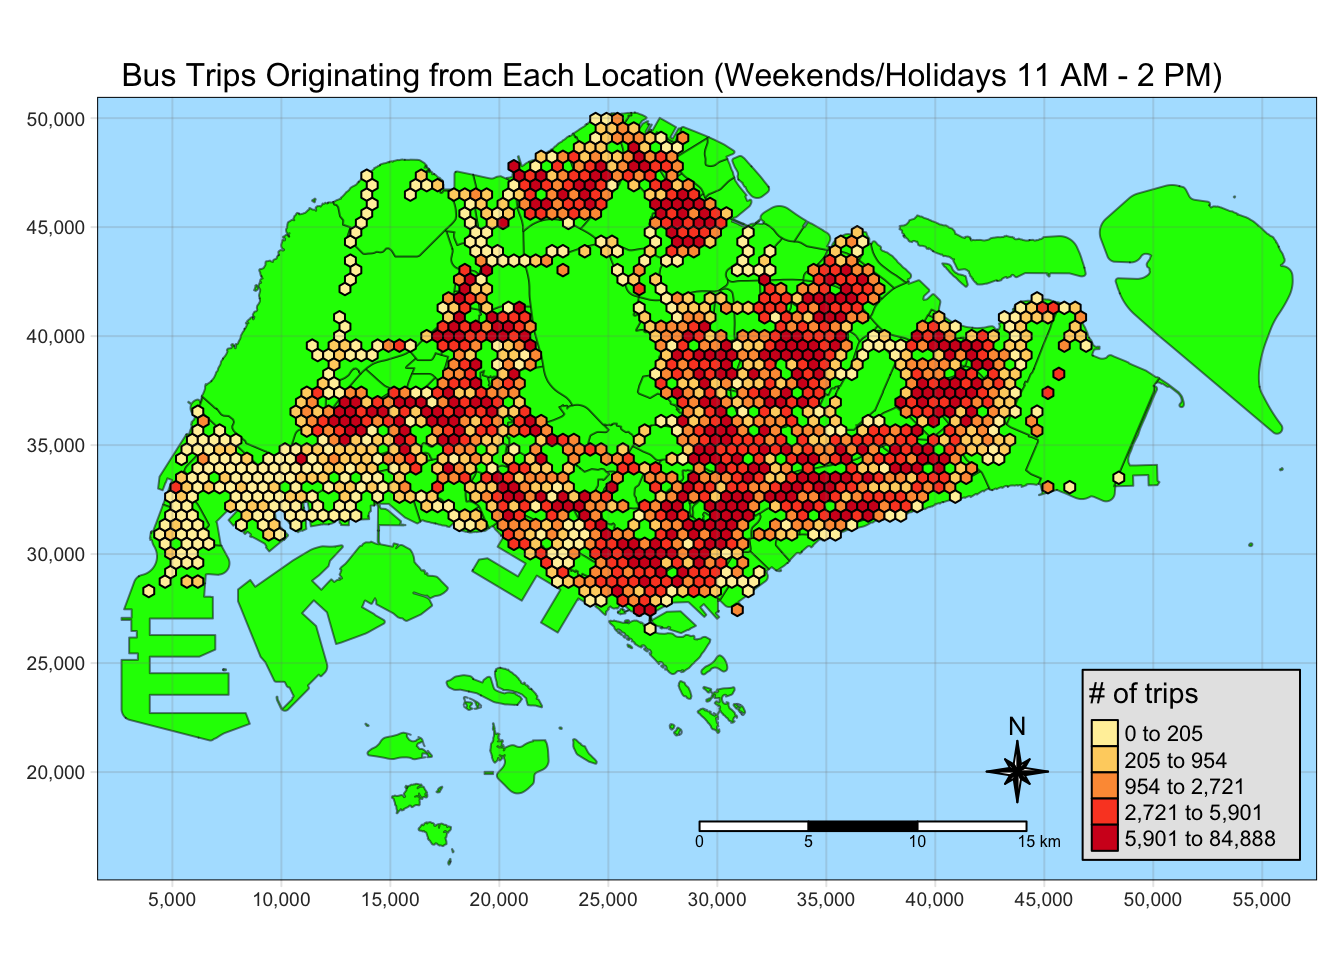 Bus Trips Originating from Each Location (Weekends/Holidays 11 AM - 2 PM)
50,000
45,000
40,000
35,000
30,000
25,000
20,000
# of trips
0 to 205
205 to 954
954 to 2,721
2,721 to 5,901
5,901 to 84,888
N
0 5 10 15 km
5,000 10,000 15,000 20,000 25,000 30,000 35,000 40,000 45,000 50,000 55,000